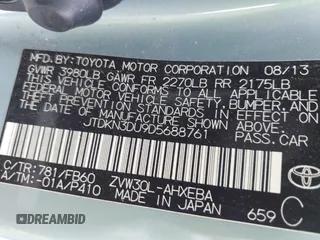 MFD. BY: TOYOTA MOTOR CORPORATION 08/13
GVWR 3980LB GAWR FR 2270LB RR 2175LB
THIS VEHICLE CONFORMS TO ALL APPLICABLE
FEDERAL MOTOR VEHICLE SAFETY,
BUMPER, AND THEFT PREVENTION STANDARDS
IN EFFECT ON THE DATE OF MANUFACTURE
SHOWN ABOVE.
JTDKN3DU9D5688761 PASS.CAR
C/TR: 781/FB60 ZVW30L-AHXEBA
A/TM: -01A/P410 MADE IN JAPAN
TOYOTA
659 C
DREAMBID